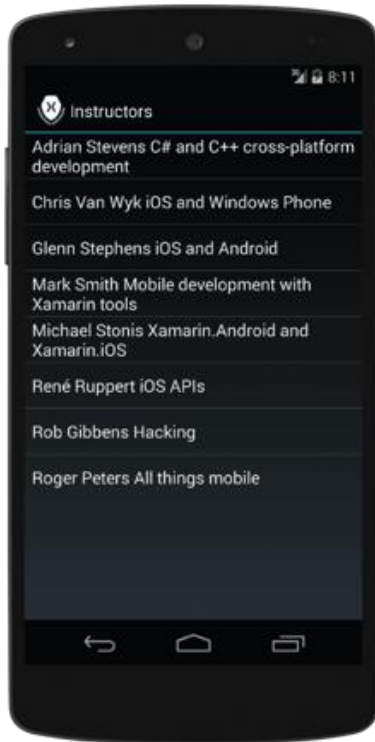 8:11
Instructors
Adrian Stevens C# and C++ cross-platform
development
Chris Van Wyk iOS and Windows Phone
Glenn Stephens iOS and Android
Mark Smith Mobile development with
Xamarin tools
Michael Stonis Xamarin.Android and
Xamarin.iOS
René Ruppert iOS APIs
Rob Gibbens Hacking
Roger Peters All things mobile